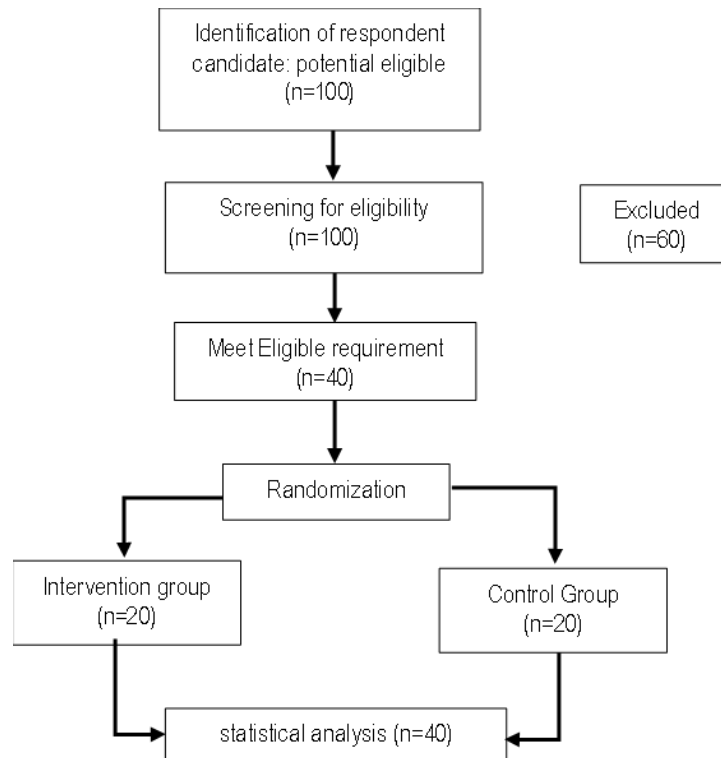 Identification of respondent
candidate: potential eligible
(n=100)
Screening for eligibility
(n=100)
Excluded
(n=60)
Meet Eligible requirement
(n=40)
Randomization
Intervention group
(n=20)
Control Group
(n=20)
statistical analysis (n=40)